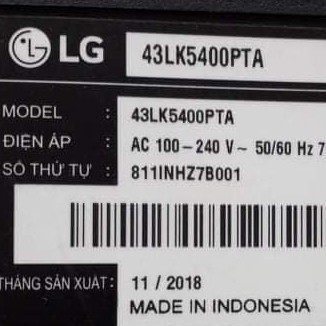 LG 43LK5400PTA
MODEL : 43LK5400PTA
ĐIỆN ÁP : AC 100-240 V~ 50/60 Hz 7
SỐ THỨ TỰ : 811INHZ7B001
THÁNG SẢN XUẤT: 11 / 2018
MADE IN INDONESIA